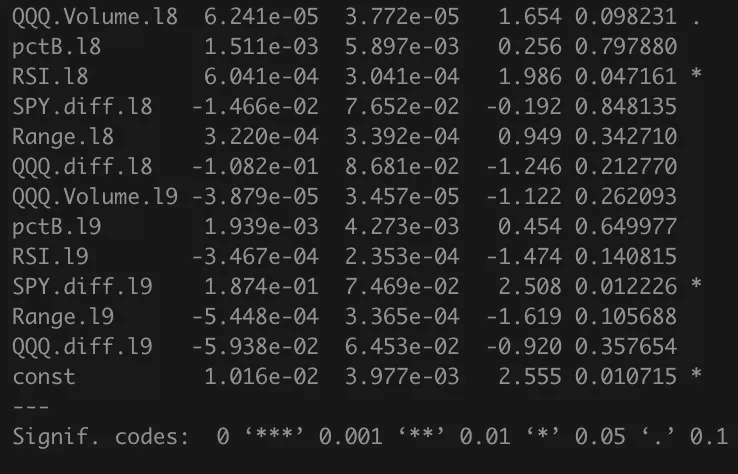 QQQ.Volume.l8  6.241e-05  3.772e-05   1.654 0.098231 .
pctB.l8        1.511e-03  5.897e-03   0.256 0.797880
RSI.l8         6.041e-04  3.041e-04   1.986 0.047161 *
SPY.diff.l8   -1.466e-02  7.652e-02  -0.192 0.848135
Range.l8       3.220e-04  3.392e-04   0.949 0.342710
QQQ.diff.l8   -1.082e-01  8.681e-02  -1.246 0.212770
QQQ.Volume.l9 -3.879e-05  3.457e-05  -1.122 0.262093
pctB.l9        1.939e-03  4.273e-03   0.454 0.649977
RSI.l9        -3.467e-04  2.353e-04  -1.474 0.140815
SPY.diff.l9    1.874e-01  7.469e-02   2.508 0.012226 *
Range.l9      -5.448e-04  3.365e-04  -1.619 0.105688
QQQ.diff.l9   -5.938e-02  6.453e-02  -0.920 0.357654
const          1.016e-02  3.977e-03   2.555 0.010715 *
---
Signif. codes:  0 ‘***’ 0.001 ‘**’ 0.01 ‘*’ 0.05 ‘.’ 0.1